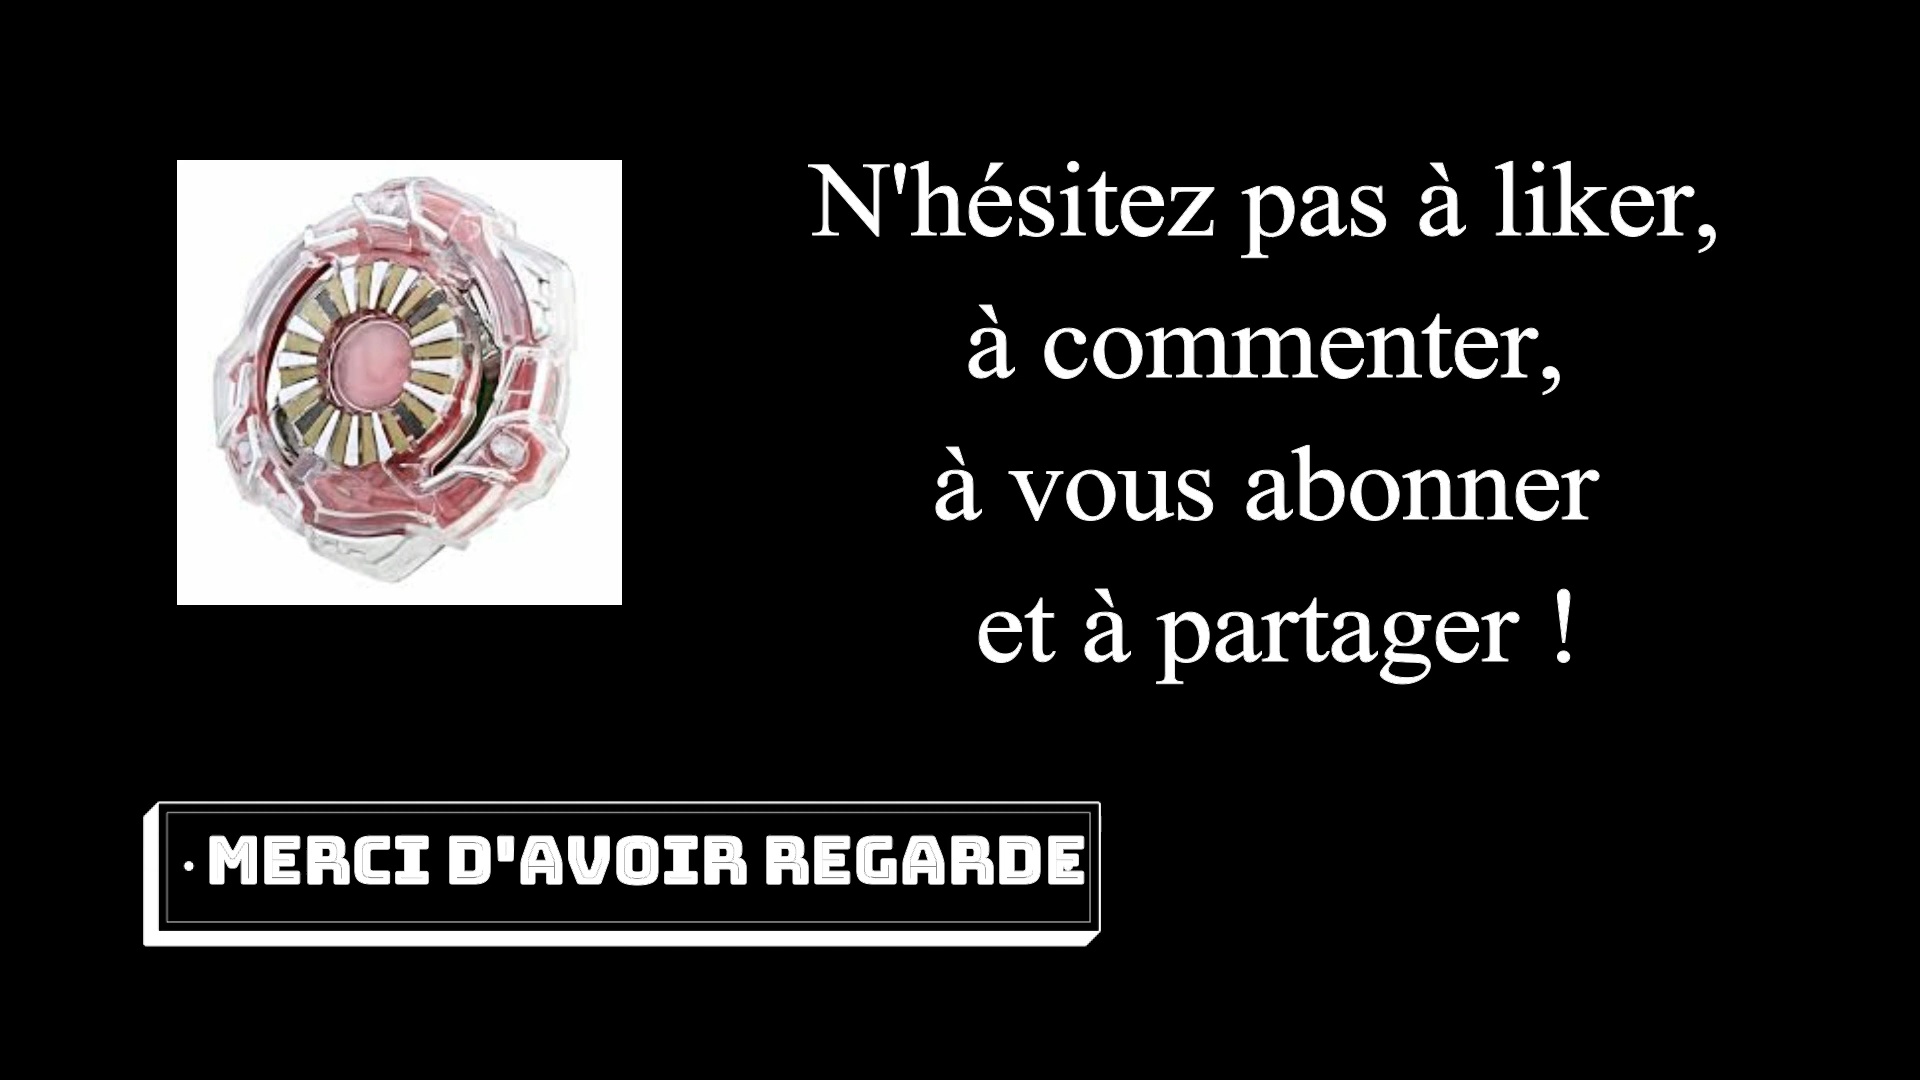 N'hésitez pas à liker,
à commenter,
à vous abonner
et à partager !
· MERCI D'AVOIR REGARDE